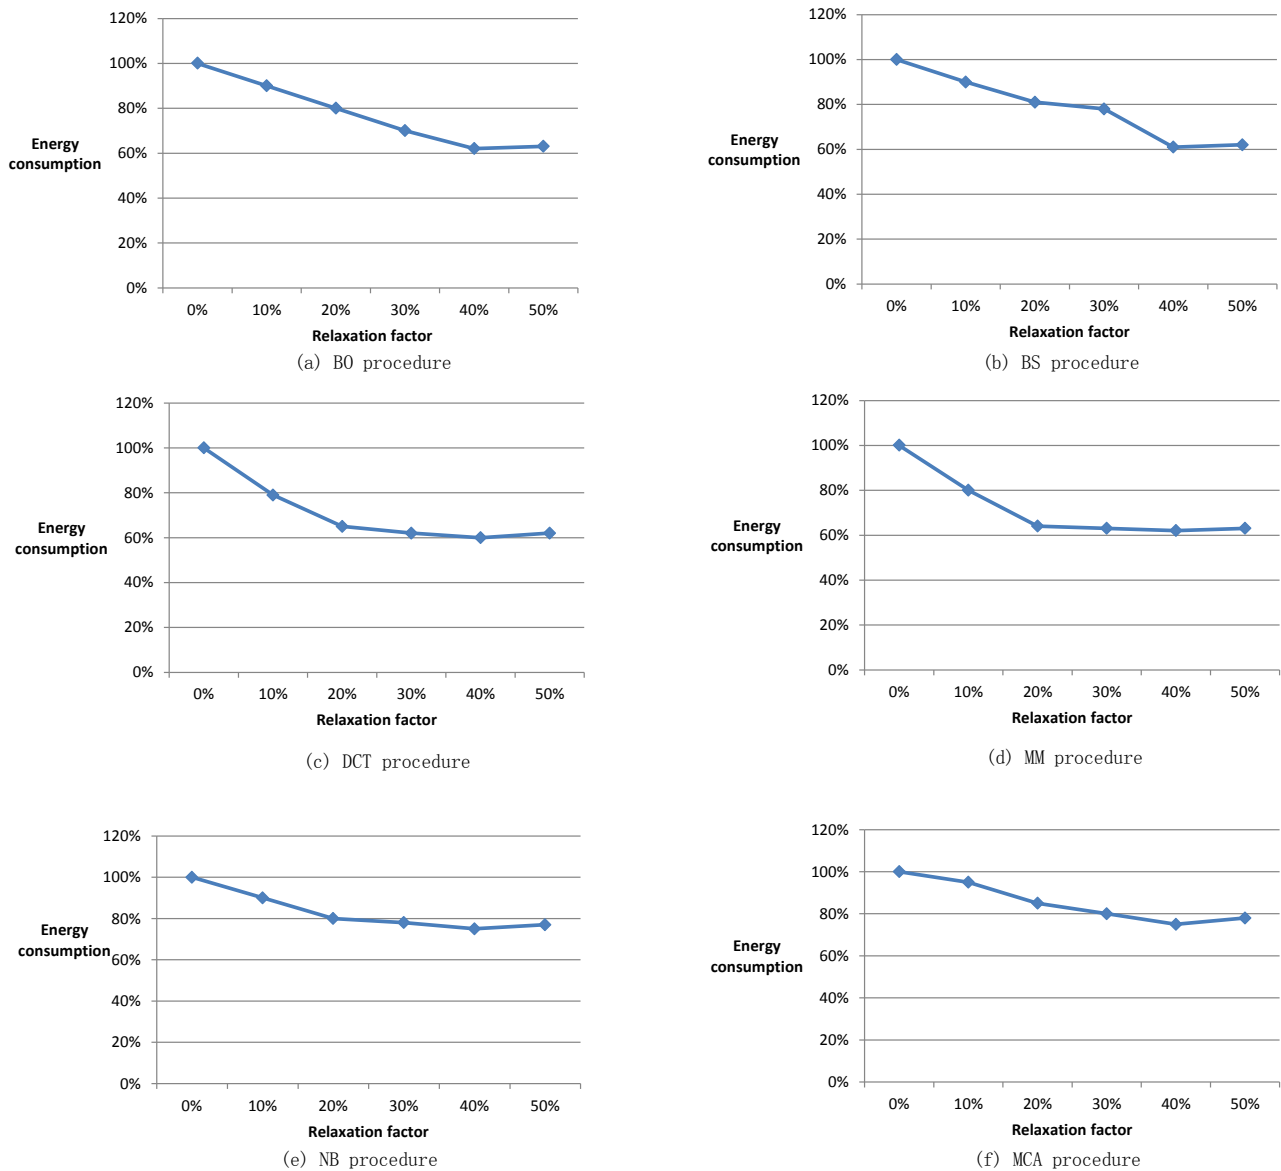 120%
100%
80%
60%
40%
20%
0%
Energy
consumption
0% 10% 20% 30% 40% 50%
Relaxation factor
(a) BO procedure
120%
100%
80%
60%
40%
20%
0%
Energy
consumption
0% 10% 20% 30% 40% 50%
Relaxation factor
(b) BS procedure
120%
100%
80%
60%
40%
20%
0%
Energy
consumption
0% 10% 20% 30% 40% 50%
Relaxation factor
(c) DCT procedure
120%
100%
80%
60%
40%
20%
0%
Energy
consumption
0% 10% 20% 30% 40% 50%
Relaxation factor
(d) MM procedure
120%
100%
80%
60%
40%
20%
0%
Energy
consumption
0% 10% 20% 30% 40% 50%
Relaxation factor
(e) NB procedure
120%
100%
80%
60%
40%
20%
0%
Energy
consumption
0% 10% 20% 30% 40% 50%
Relaxation factor
(f) MCA procedure